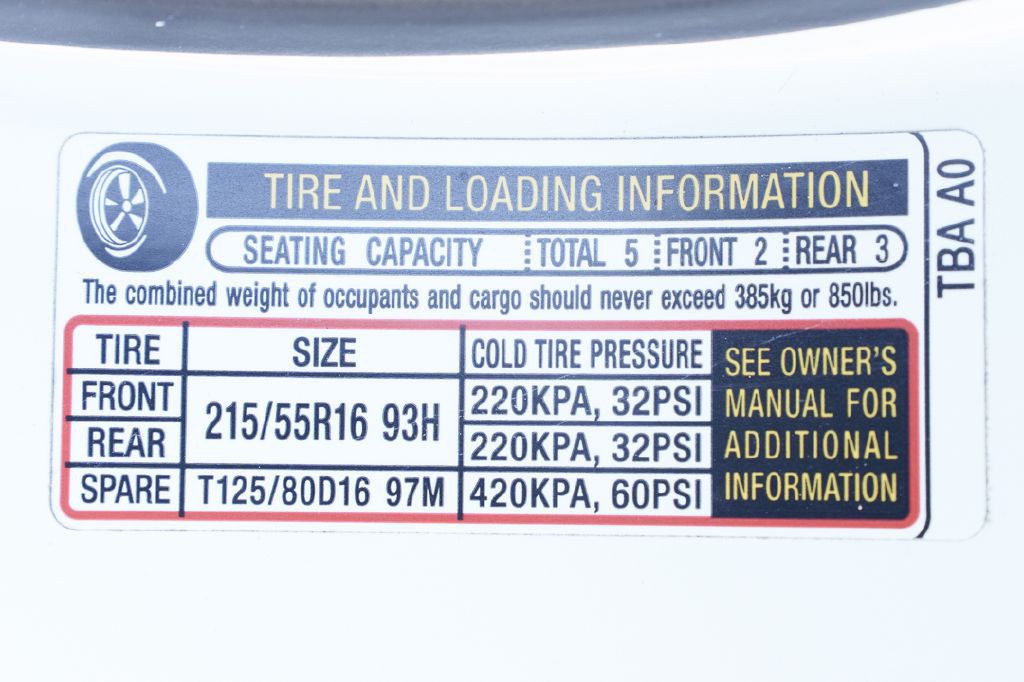 TIRE AND LOADING INFORMATION
SEATING CAPACITY TOTAL 5 FRONT 2 REAR 3
The combined weight of occupants and cargo should never exceed 385kg or 850lbs.
TIRE SIZE COLD TIRE PRESSURE
FRONT 215/55R16 93H 220KPA, 32PSI
REAR 220KPA, 32PSI
SPARE T125/80D16 97M 420KPA, 60PSI
SEE OWNER'S
MANUAL FOR
ADDITIONAL
INFORMATION
TBA A0